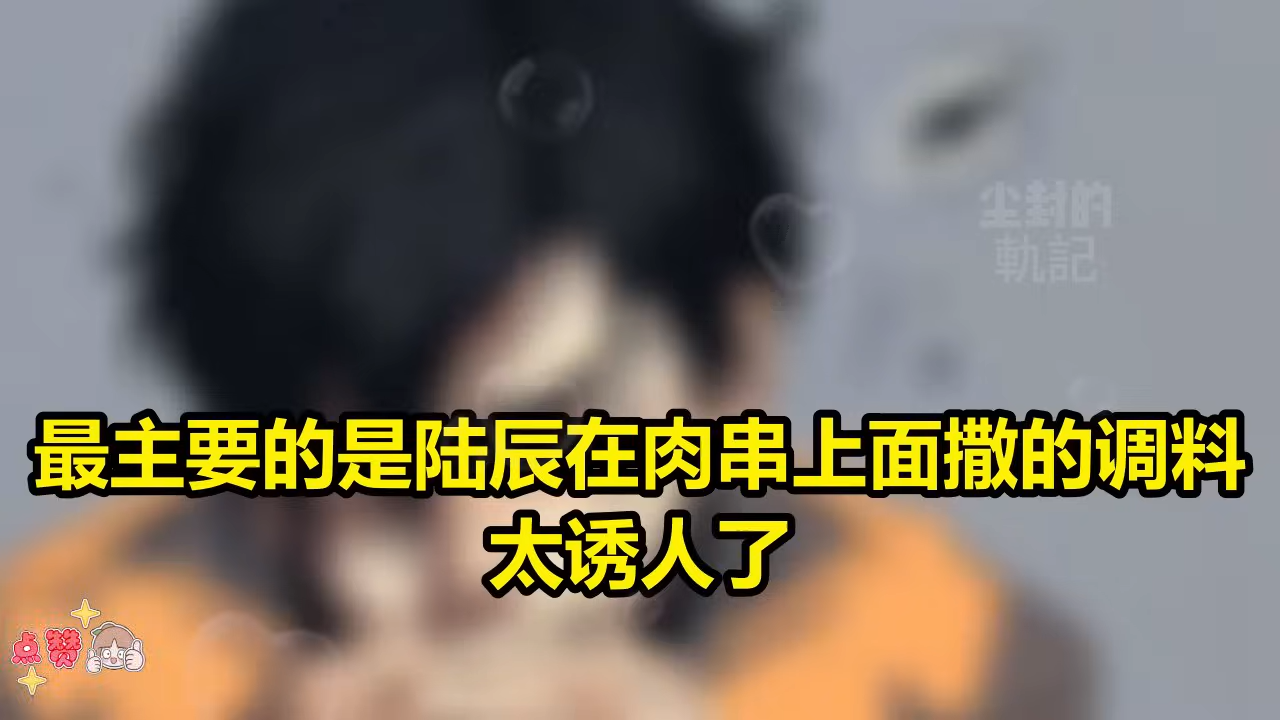 尘封的
軌記
最主要的是陆辰在肉串上面撒的调料
太诱人了
点赞